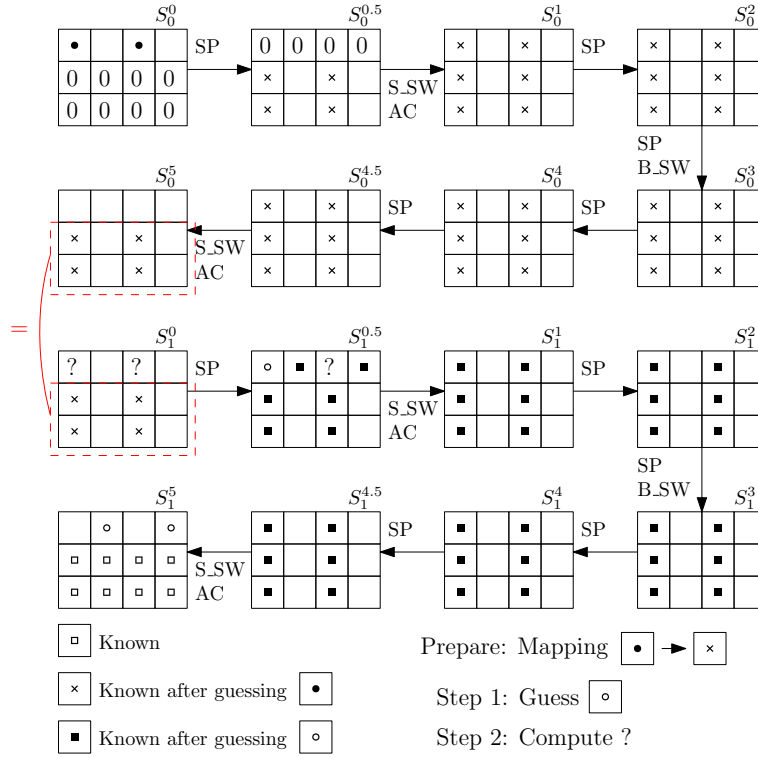 S_0^0 S_0^{0.5} S_0^1 S_0^2
SP SP
0 0 0 0
0 0 0 0
0 0 0 0
S_SW
AC
SP
B_SW
S_0^5 S_0^{4.5} S_0^4 S_0^3
S_SW
AC
SP SP
=
S_1^0 S_1^{0.5} S_1^1 S_1^2
? ? ?
SP SP
S_SW
AC
SP
B_SW
S_1^5 S_1^{4.5} S_1^4 S_1^3
S_SW
AC
SP SP
Known
Known after guessing
Known after guessing
Prepare: Mapping
Step 1: Guess
Step 2: Compute ?